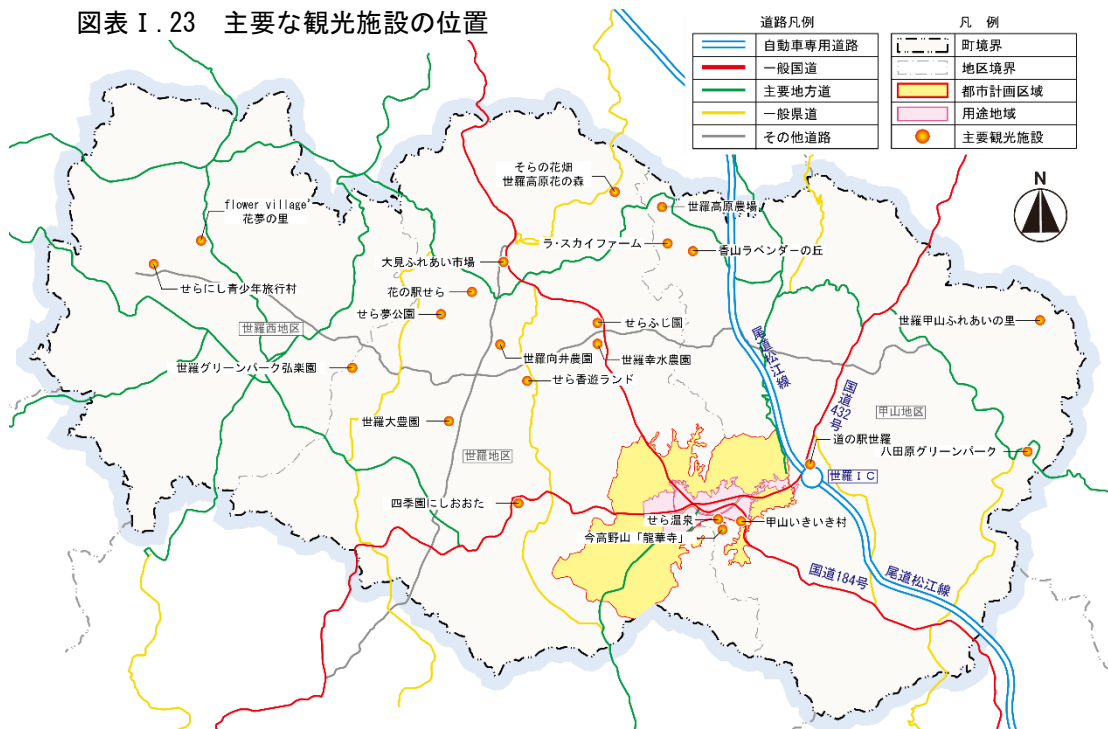 図表Ⅰ.23 主要な観光施設の位置
道路凡例
自動車専用道路
一般国道
主要地方道
一般県道
その他道路
凡 例
町境界
地区境界
都市計画区域
用途地域
主要観光施設
N
そらの花畑
世羅高原花の森
世羅高原農場
flower village
花夢の里
ラ・スカイファーム
香山ラベンダーの丘
大見ふれあい市場
せらにし青少年旅行村
花の駅せら
せら夢公園
せらふじ園
世羅甲山ふれあいの里
世羅西地区
尾道松江線
世羅向井農園
世羅幸水農園
世羅グリーンパーク弘楽園
せら香遊ランド
国道432号
甲山地区
世羅大豊園
道の駅世羅
八田原グリーンパーク
世羅地区
世羅ＩＣ
四季園にしおおた
せら温泉
甲山いきいき村
今高野山「龍華寺」
国道184号
尾道松江線